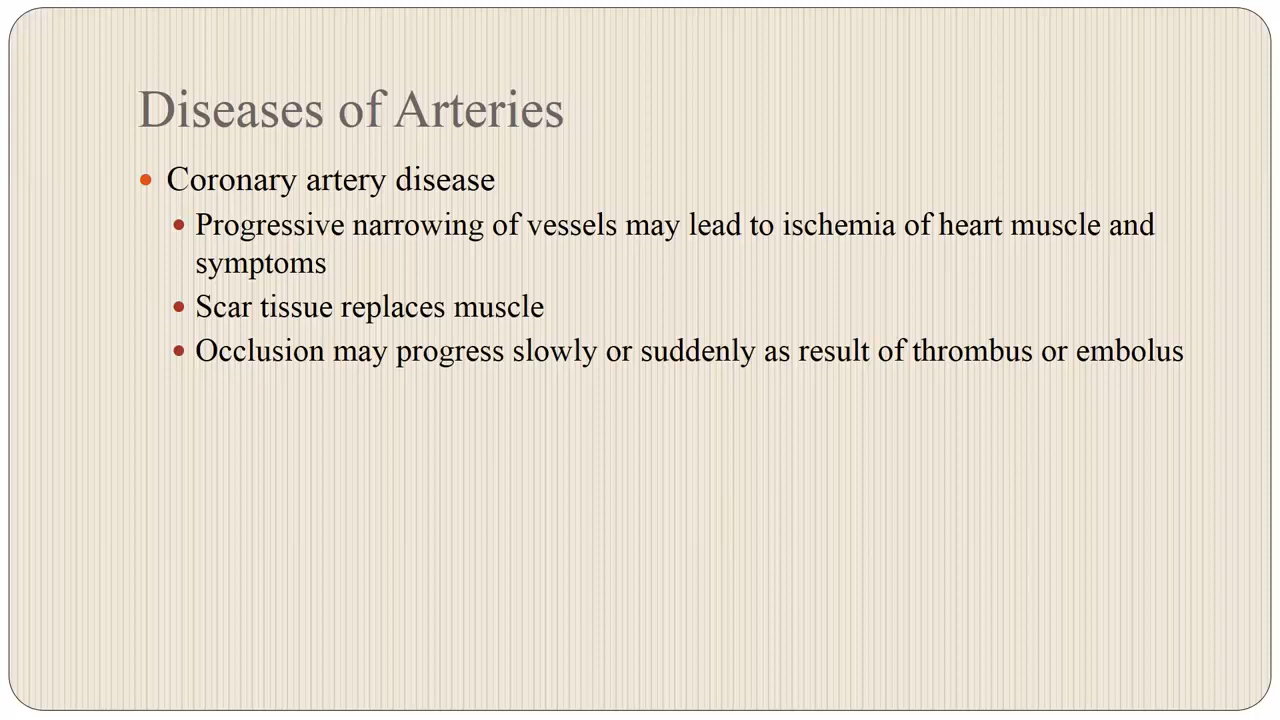 Diseases of Arteries
Coronary artery disease
Progressive narrowing of vessels may lead to ischemia of heart muscle and
symptoms
Scar tissue replaces muscle
Occlusion may progress slowly or suddenly as result of thrombus or embolus